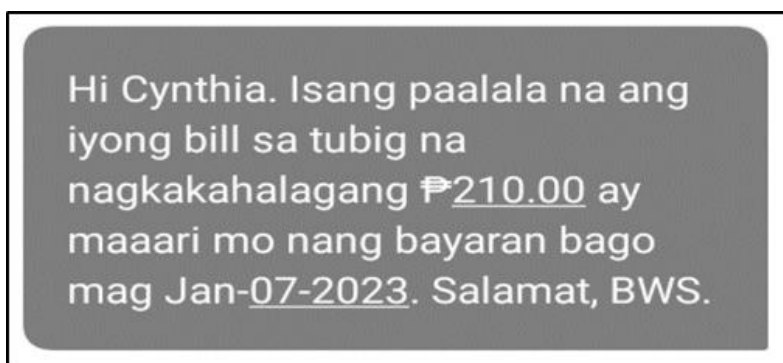 Hi Cynthia. Isang paalala na ang
iyong bill sa tubig na
nagkakahalagang ₱210.00 ay
maaari mo nang bayaran bago
mag Jan-07-2023. Salamat, BWS.